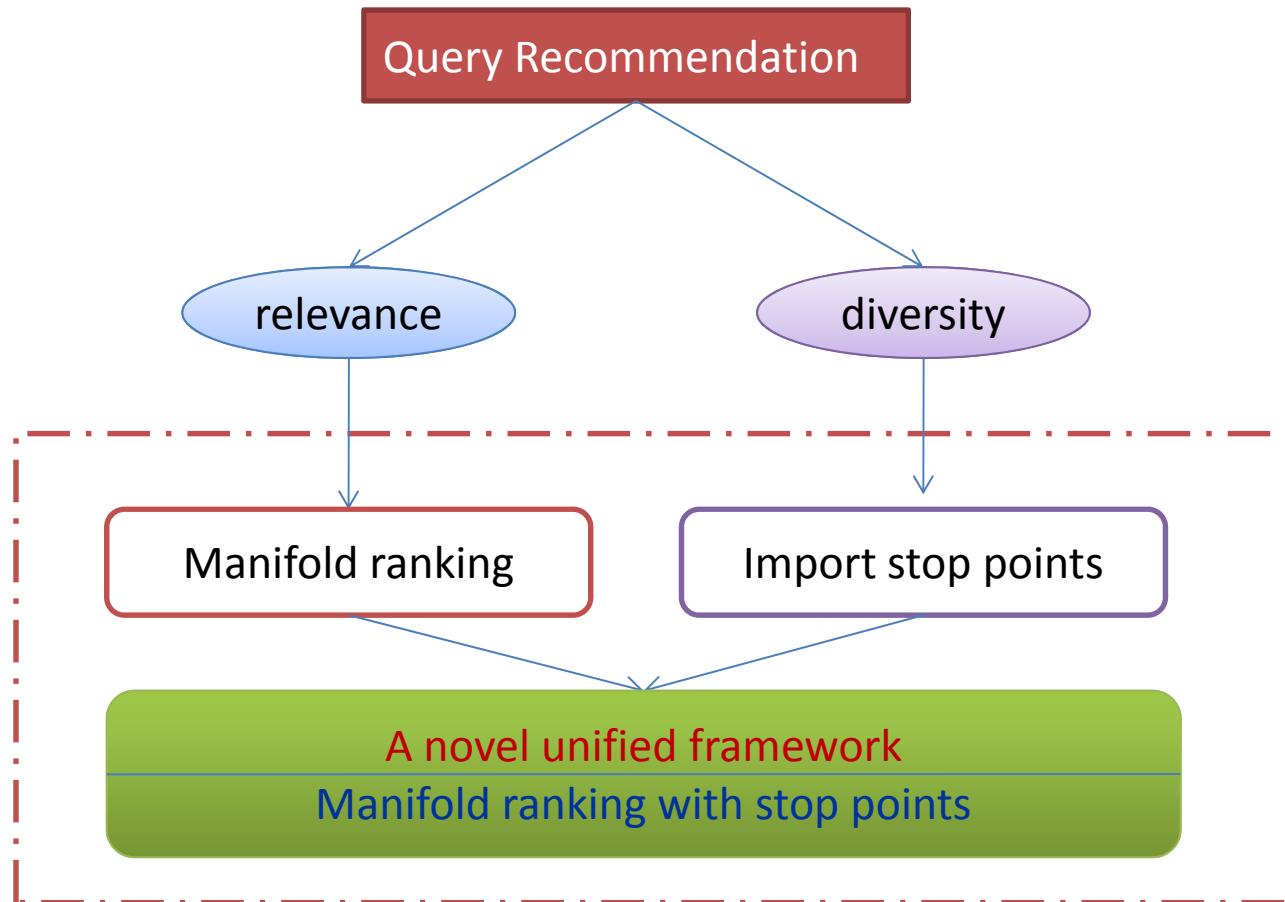 Query Recommendation
relevance
diversity
Manifold ranking
Import stop points
A novel unified framework
Manifold ranking with stop points